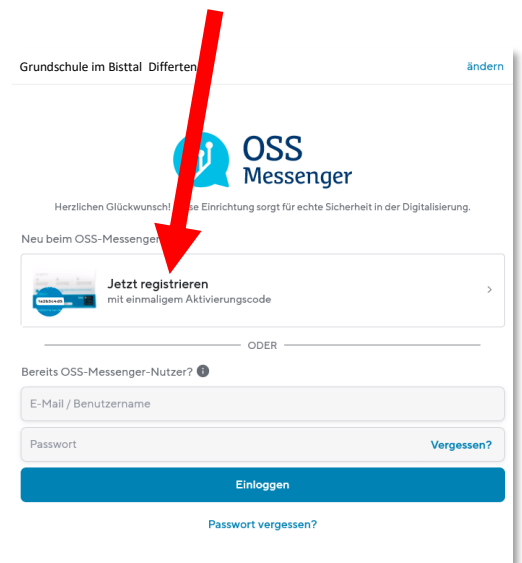 Grundschule im Bisttal Differten
ändern
OSS
Messenger
Herzlichen Glückwunsch! Einrichtung sorgt für echte Sicherheit in der Digitalisierung.
Neu beim OSS-Messenger
Jetzt registrieren
mit einmaligem Aktivierungscode
ODER
Bereits OSS-Messenger-Nutzer?
E-Mail / Benutzername
Passwort
Vergessen?
Einloggen
Passwort vergessen?